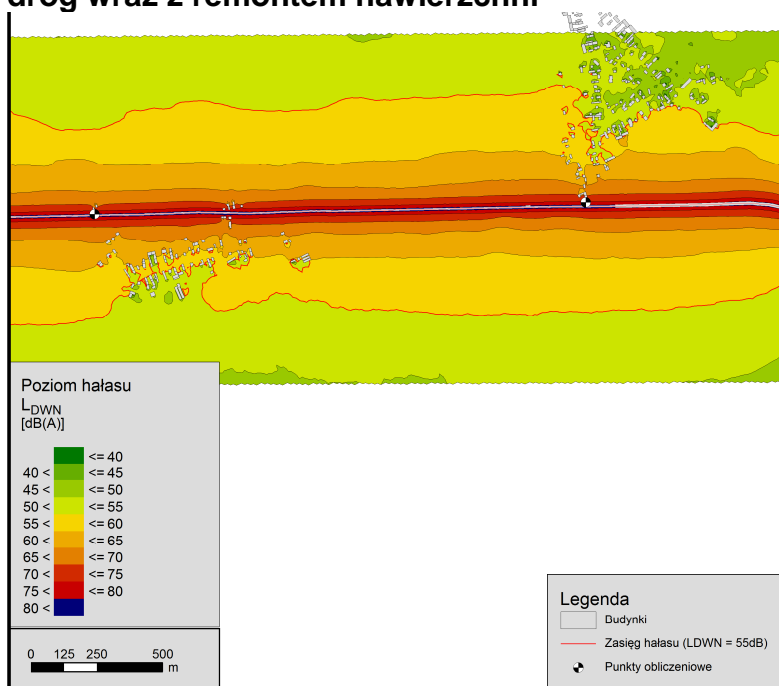 dróg wraz z remontem nawierzchni
Poziom hałasu
LDWN
[dB(A)]
<= 40
40 < <= 45
45 < <= 50
50 < <= 55
55 < <= 60
60 < <= 65
65 < <= 70
70 < <= 75
75 < <= 80
80 <
0 125 250 500
m
Legenda
Budynki
Zasięg hałasu (LDWN = 55dB)
Punkty obliczeniowe